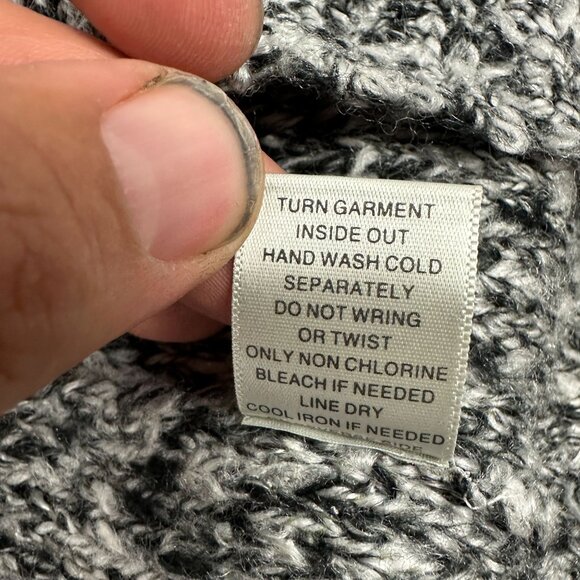 TURN GARMENT
INSIDE OUT
HAND WASH COLD
SEPARATELY
DO NOT WRING
OR TWIST
ONLY NON CHLORINE
BLEACH IF NEEDED
LINE DRY
COOL IRON IF NEEDED
SIDE